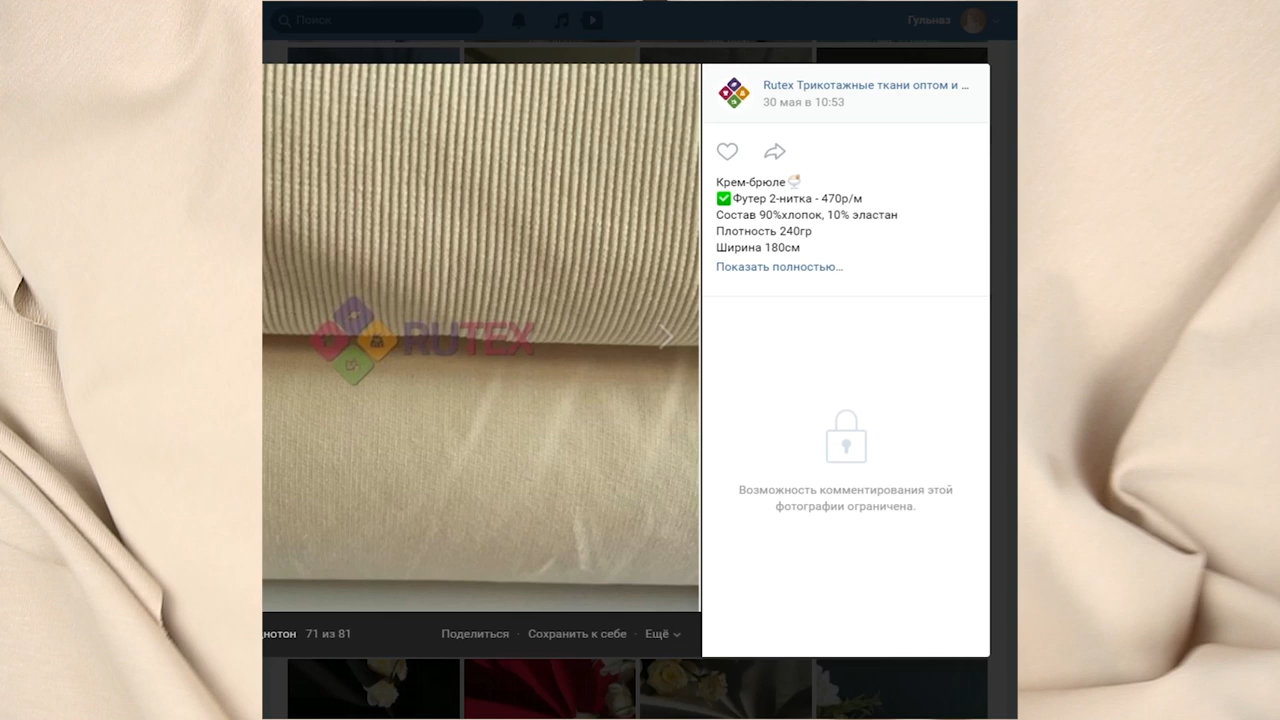 Поиск
Гульназ
Rutex Трикотажные ткани оптом и ...
30 мая в 10:53
Крем-брюле
Футер 2-нитка - 470р/м
Состав 90%хлопок, 10% эластан
Плотность 240гр
Ширина 180см
Показать полностью...
RUTEX
Возможность комментирования этой
фотографии ограничена.
днотон 71 из 81
Поделиться · Сохранить к себе · Ещё